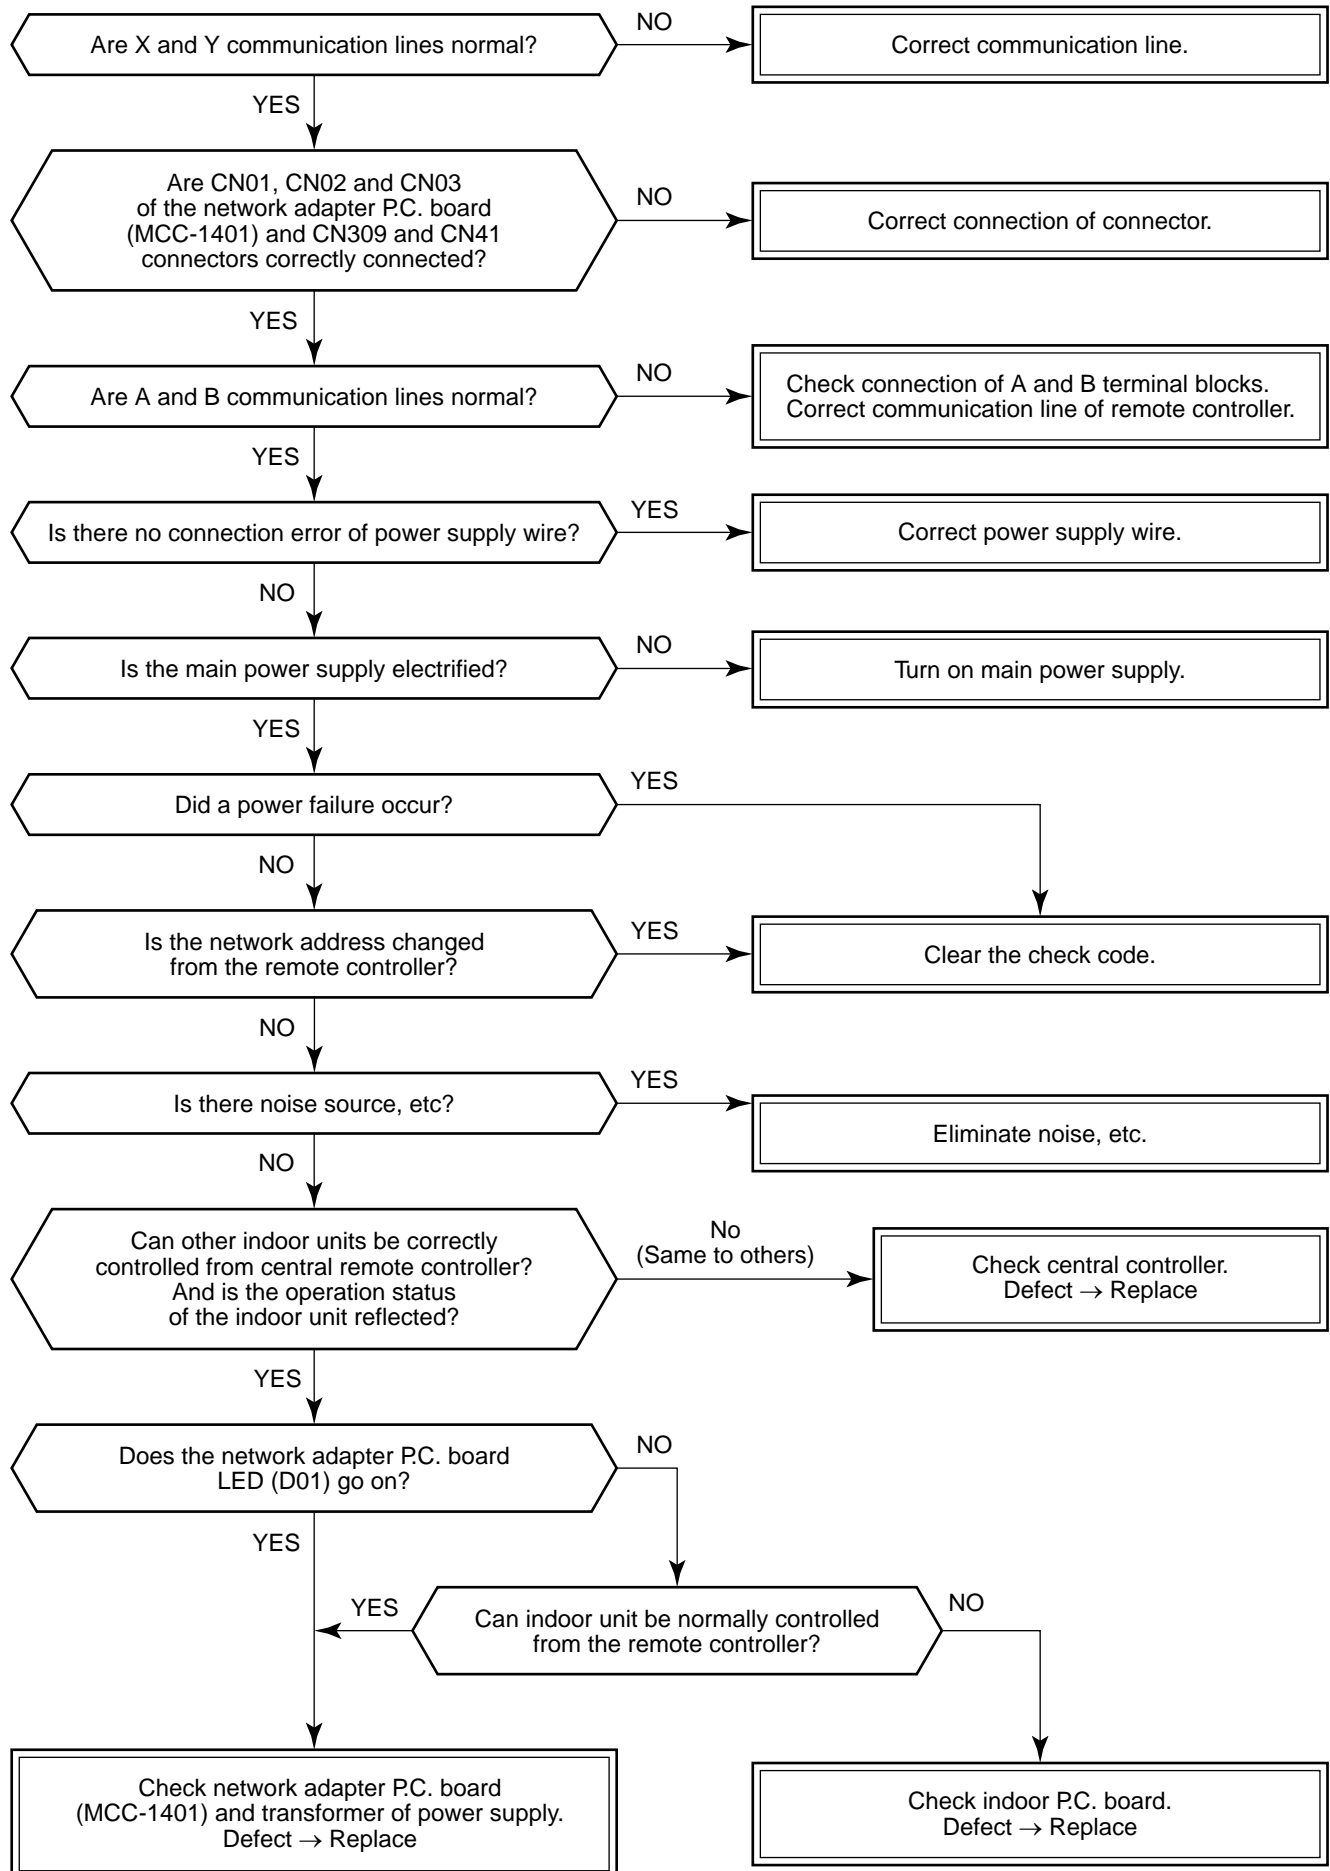 Are X and Y communication lines normal?
NO
Correct communication line.
YES
Are CN01, CN02 and CN03
of the network adapter P.C. board
(MCC-1401) and CN309 and CN41
connectors correctly connected?
NO
Correct connection of connector.
YES
Are A and B communication lines normal?
NO
Check connection of A and B terminal blocks.
Correct communication line of remote controller.
YES
Is there no connection error of power supply wire?
YES
Correct power supply wire.
NO
Is the main power supply electrified?
NO
Turn on main power supply.
YES
Did a power failure occur?
YES
NO
Is the network address changed
from the remote controller?
YES
Clear the check code.
NO
Is there noise source, etc?
YES
Eliminate noise, etc.
NO
Can other indoor units be correctly
controlled from central remote controller?
And is the operation status
of the indoor unit reflected?
No
(Same to others)
Check central controller.
Defect → Replace
YES
Does the network adapter P.C. board
LED (D01) go on?
NO
YES
YES
Can indoor unit be normally controlled
from the remote controller?
NO
Check network adapter P.C. board
(MCC-1401) and transformer of power supply.
Defect → Replace
Check indoor P.C. board.
Defect → Replace